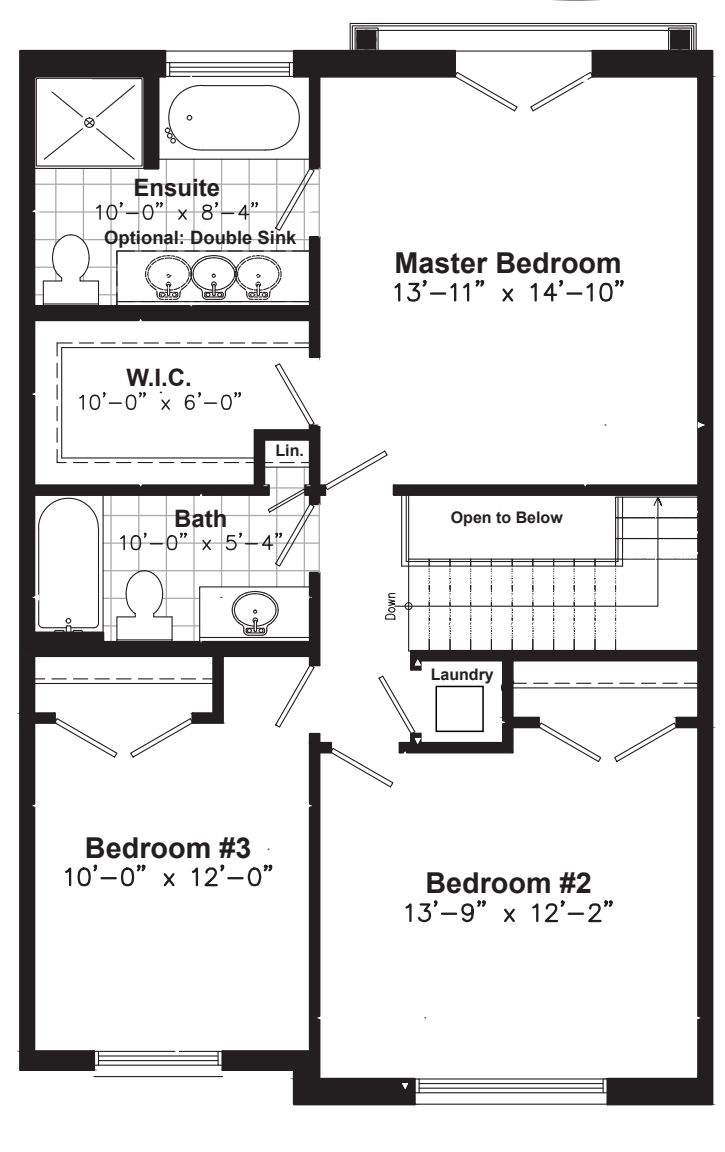 Ensuite
10'-0" x 8'-4"
Optional: Double Sink
Master Bedroom
13'-11" x 14'-10"
W.I.C.
10'-0" x 6'-0"
Lin.
Bath
10'-0" x 5'-4"
Open to Below
Down
Laundry
Bedroom #3
10'-0" x 12'-0"
Bedroom #2
13'-9" x 12'-2"